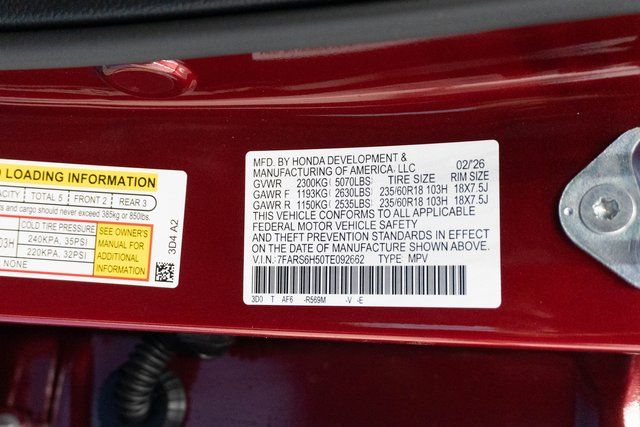 LOADING INFORMATION
TOTAL 5 FRONT 2 REAR 3
and cargo should never exceed 385kg or 850lbs.
COLD TIRE PRESSURE
240KPA, 35PSI
220KPA, 32PSI
NONE
SEE OWNER'S
MANUAL FOR
ADDITIONAL
INFORMATION
3D4 A2
MFD. BY HONDA DEVELOPMENT &
MANUFACTURING OF AMERICA, LLC 02/'26
GVWR 2300KG (5070LBS) TIRE SIZE RIM SIZE
GAWR F 1193KG (2630LBS) 235/60R18 103H 18X7.5J
GAWR R 1150KG (2535LBS) 235/60R18 103H 18X7.5J
THIS VEHICLE CONFORMS TO ALL APPLICABLE
FEDERAL MOTOR VEHICLE SAFETY
AND THEFT PREVENTION STANDARDS IN EFFECT
ON THE DATE OF MANUFACTURE SHOWN ABOVE.
V.I.N.: 7FARS6H50TE092662 TYPE: MPV
3D0 T AF6 -R569M -V -E